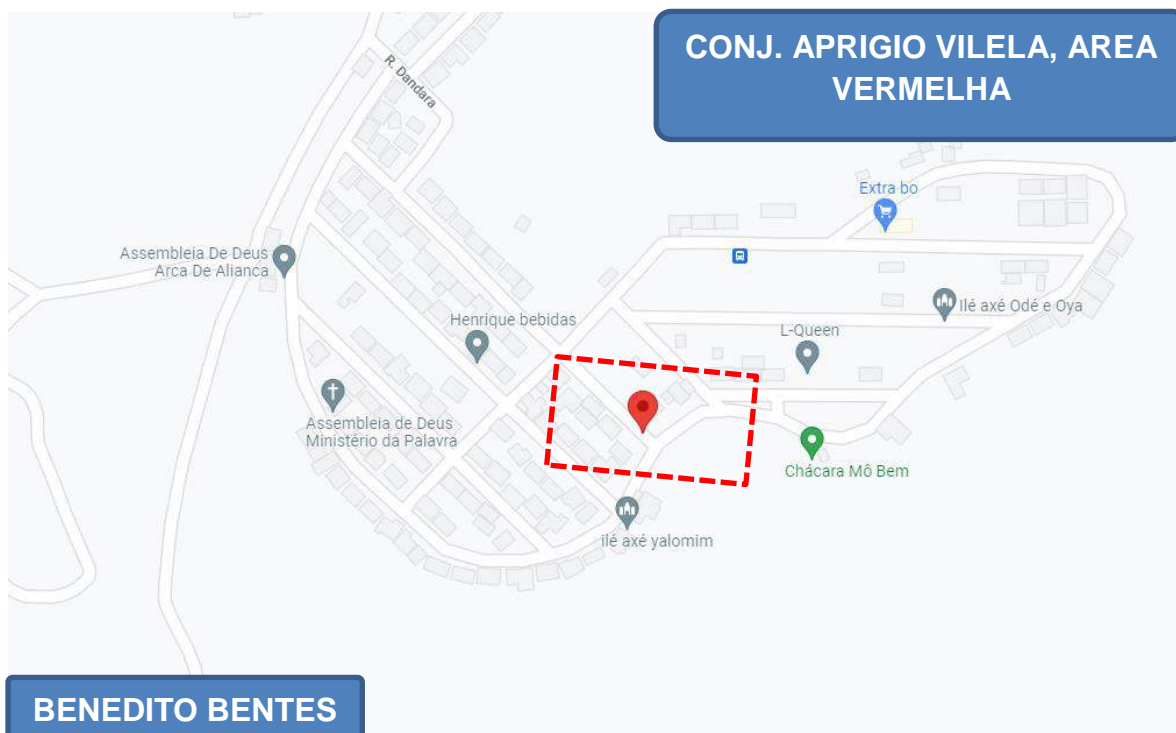 CONJ. APRIGIO VILELA, AREA
VERMELHA
R. Dandara
Extra bo
Assembleia De Deus
Arca De Alianca
Ilé axé Odé e Oya
Henrique bebidas
L-Queen
Assembleia de Deus
Ministério da Palavra
Chácara Mô Bem
ilé axé yalomim
BENEDITO BENTES